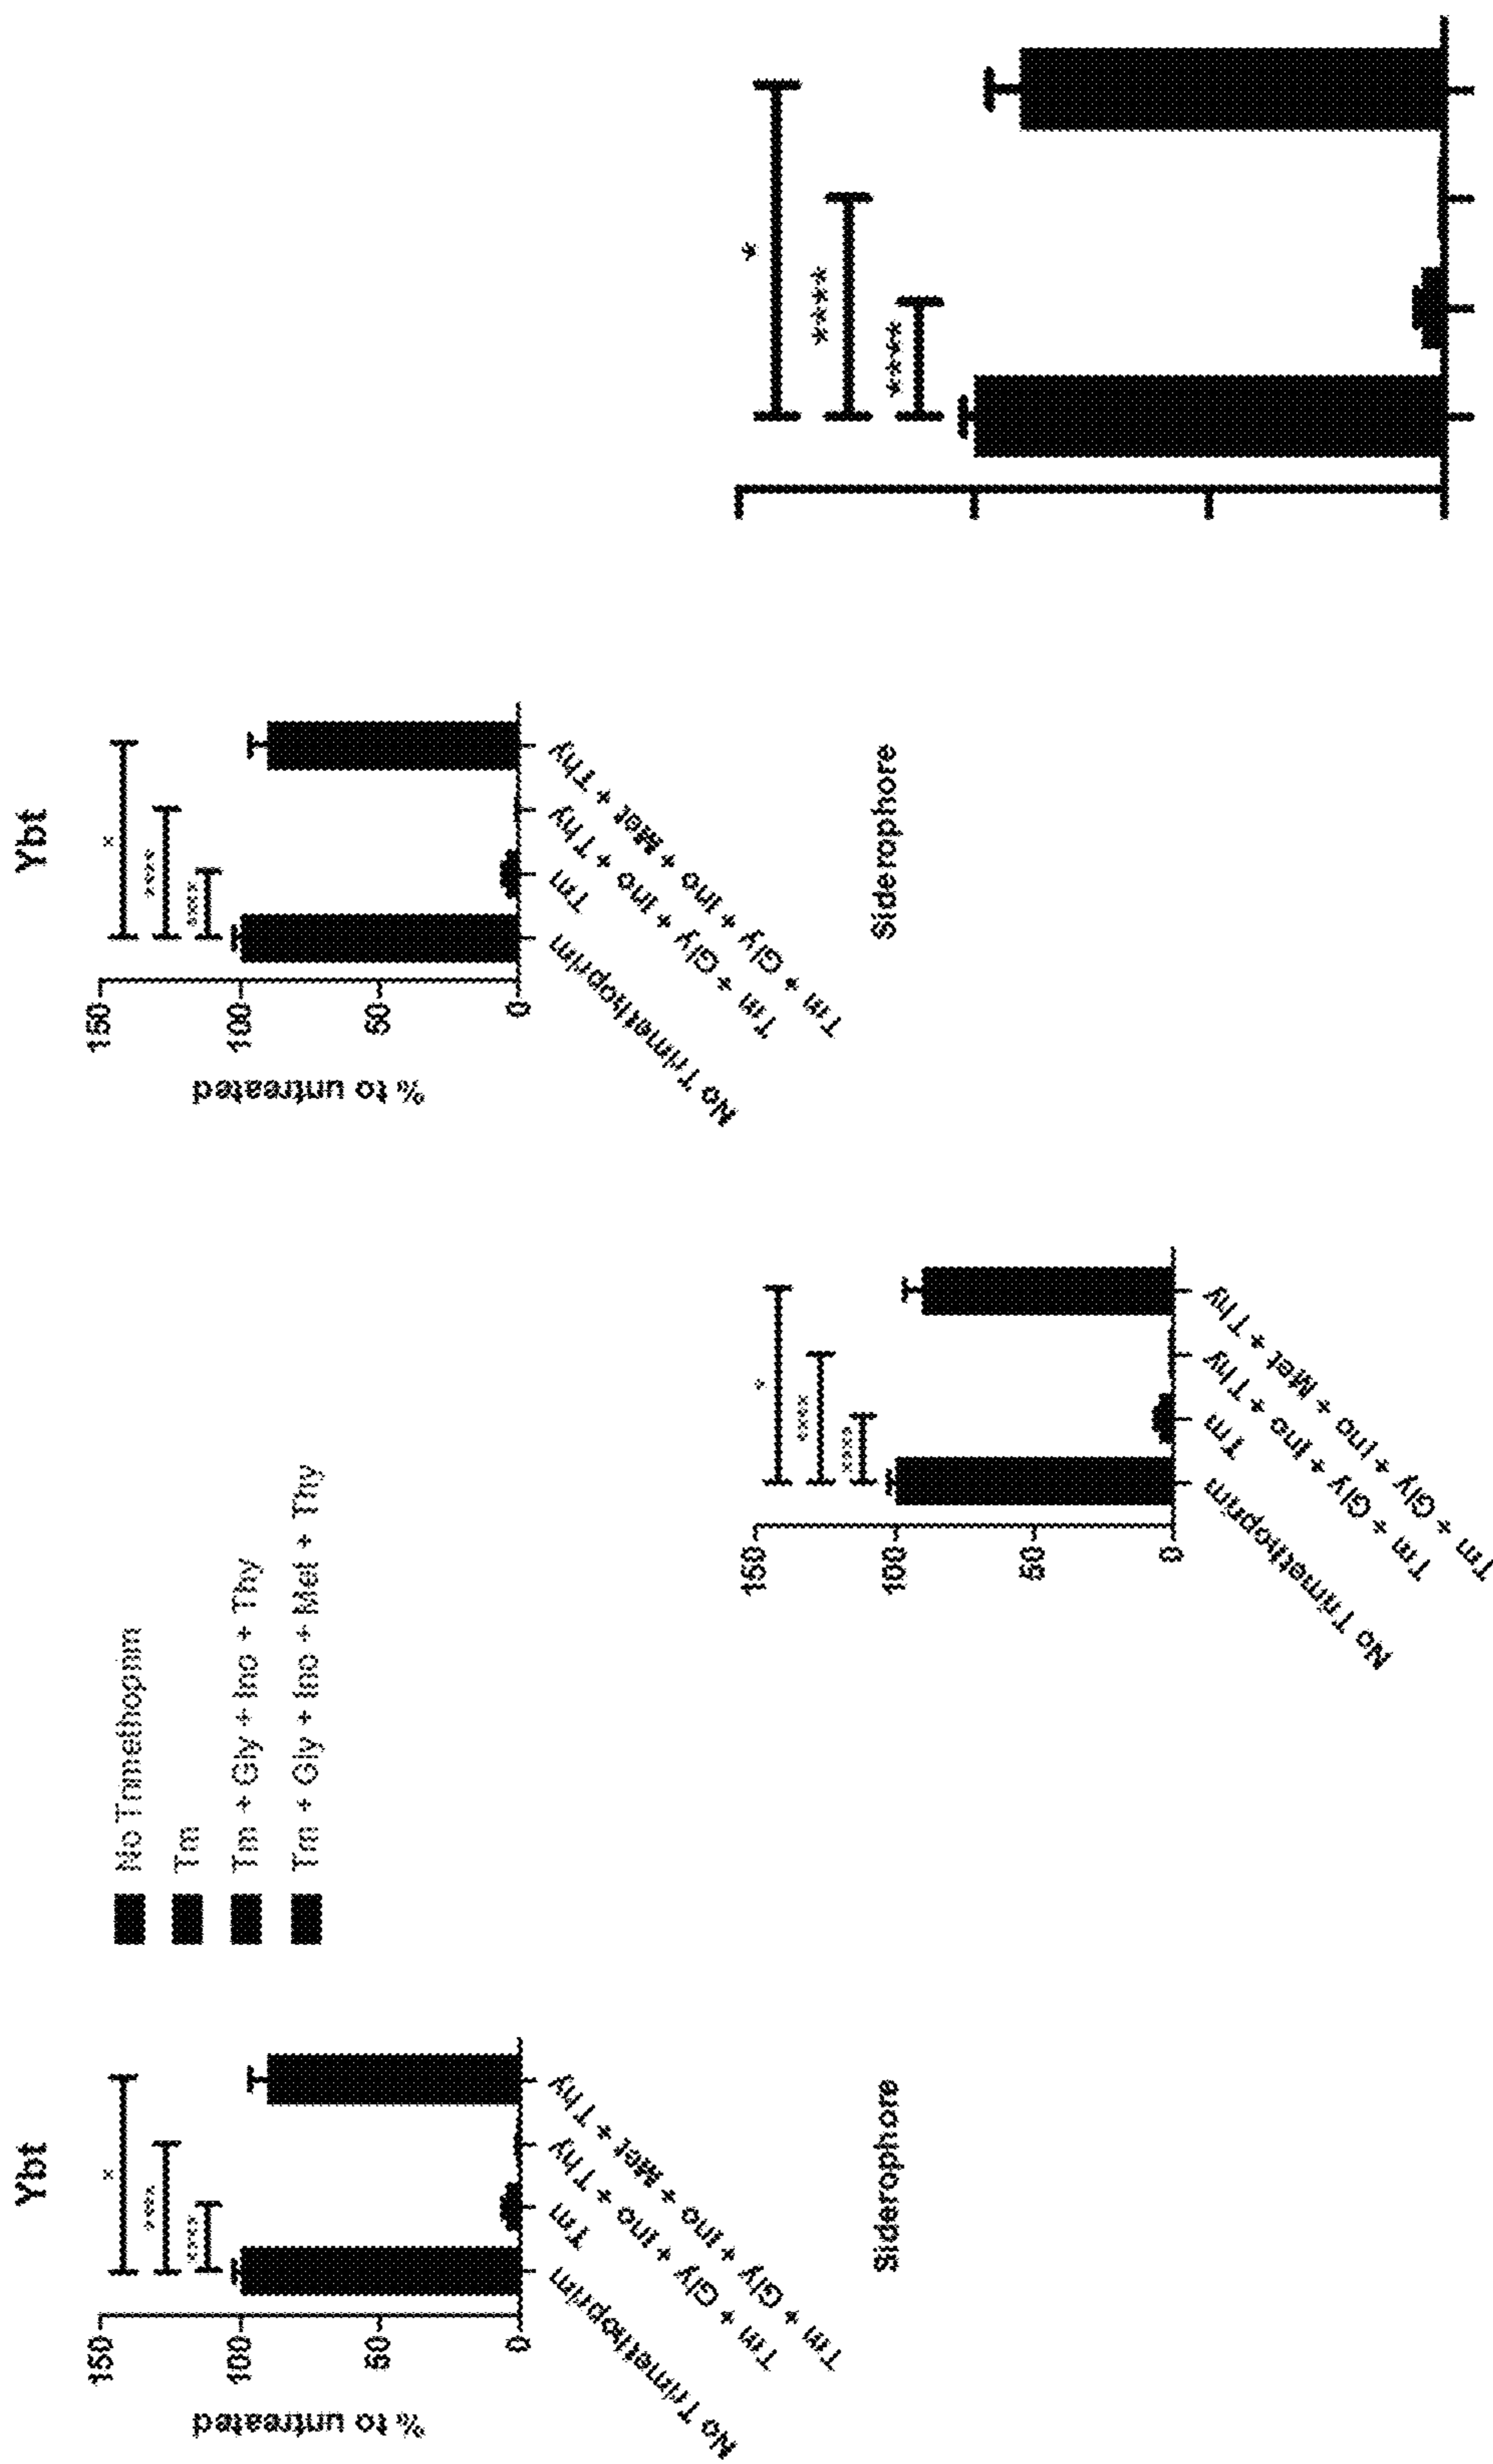 Ybt
% to untreated
150
100
50
0
****
****
*
No Trimethoprim
Tm
Tm + Gly + Ino + Thy
Tm + Gly + Ino + Met + Thy
Siderophore
No Trimethoprim
Tm
Tm + Gly + Ino + Thy
Tm + Gly + Ino + Met + Thy
Ybt
% to untreated
150
100
50
0
****
****
*
No Trimethoprim
Tm
Tm + Gly + Ino + Thy
Tm + Gly + Ino + Met + Thy
Siderophore
150
100
50
0
****
****
*
No Trimethoprim
Tm
Tm + Gly + Ino + Thy
Tm + Gly + Ino + Met + Thy
****
****
*